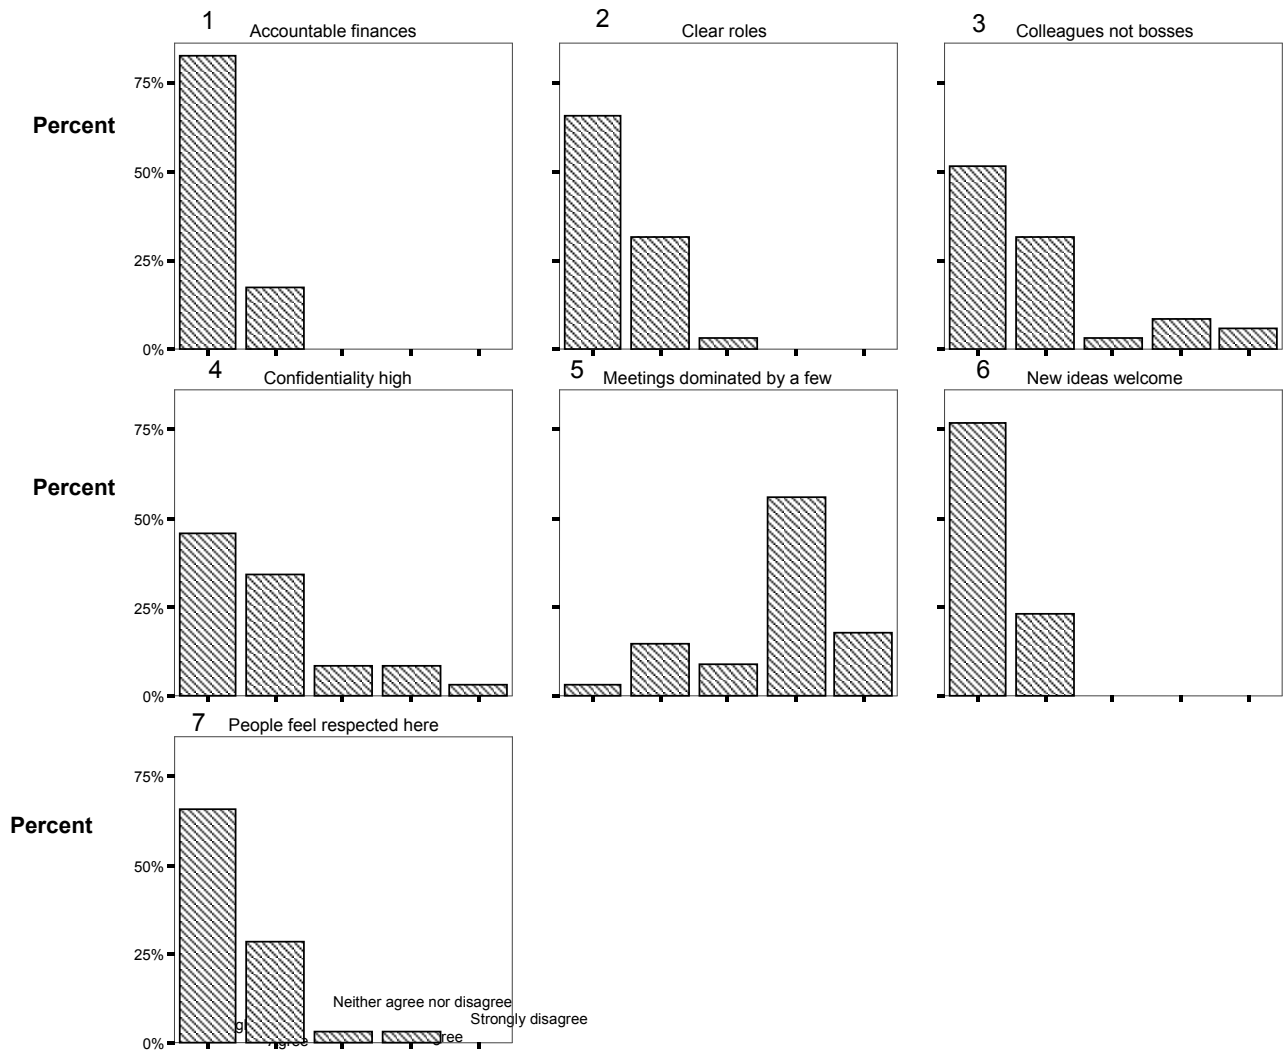 1 Accountable finances
2 Clear roles
3 Colleagues not bosses
75%
Percent
50%
25%
0%
4 Confidentiality high
5 Meetings dominated by a few
6 New ideas welcome
75%
Percent
50%
25%
0%
7 People feel respected here
75%
Percent
50%
25%
Neither agree nor disagree
Strongly disagree
Agree
0%